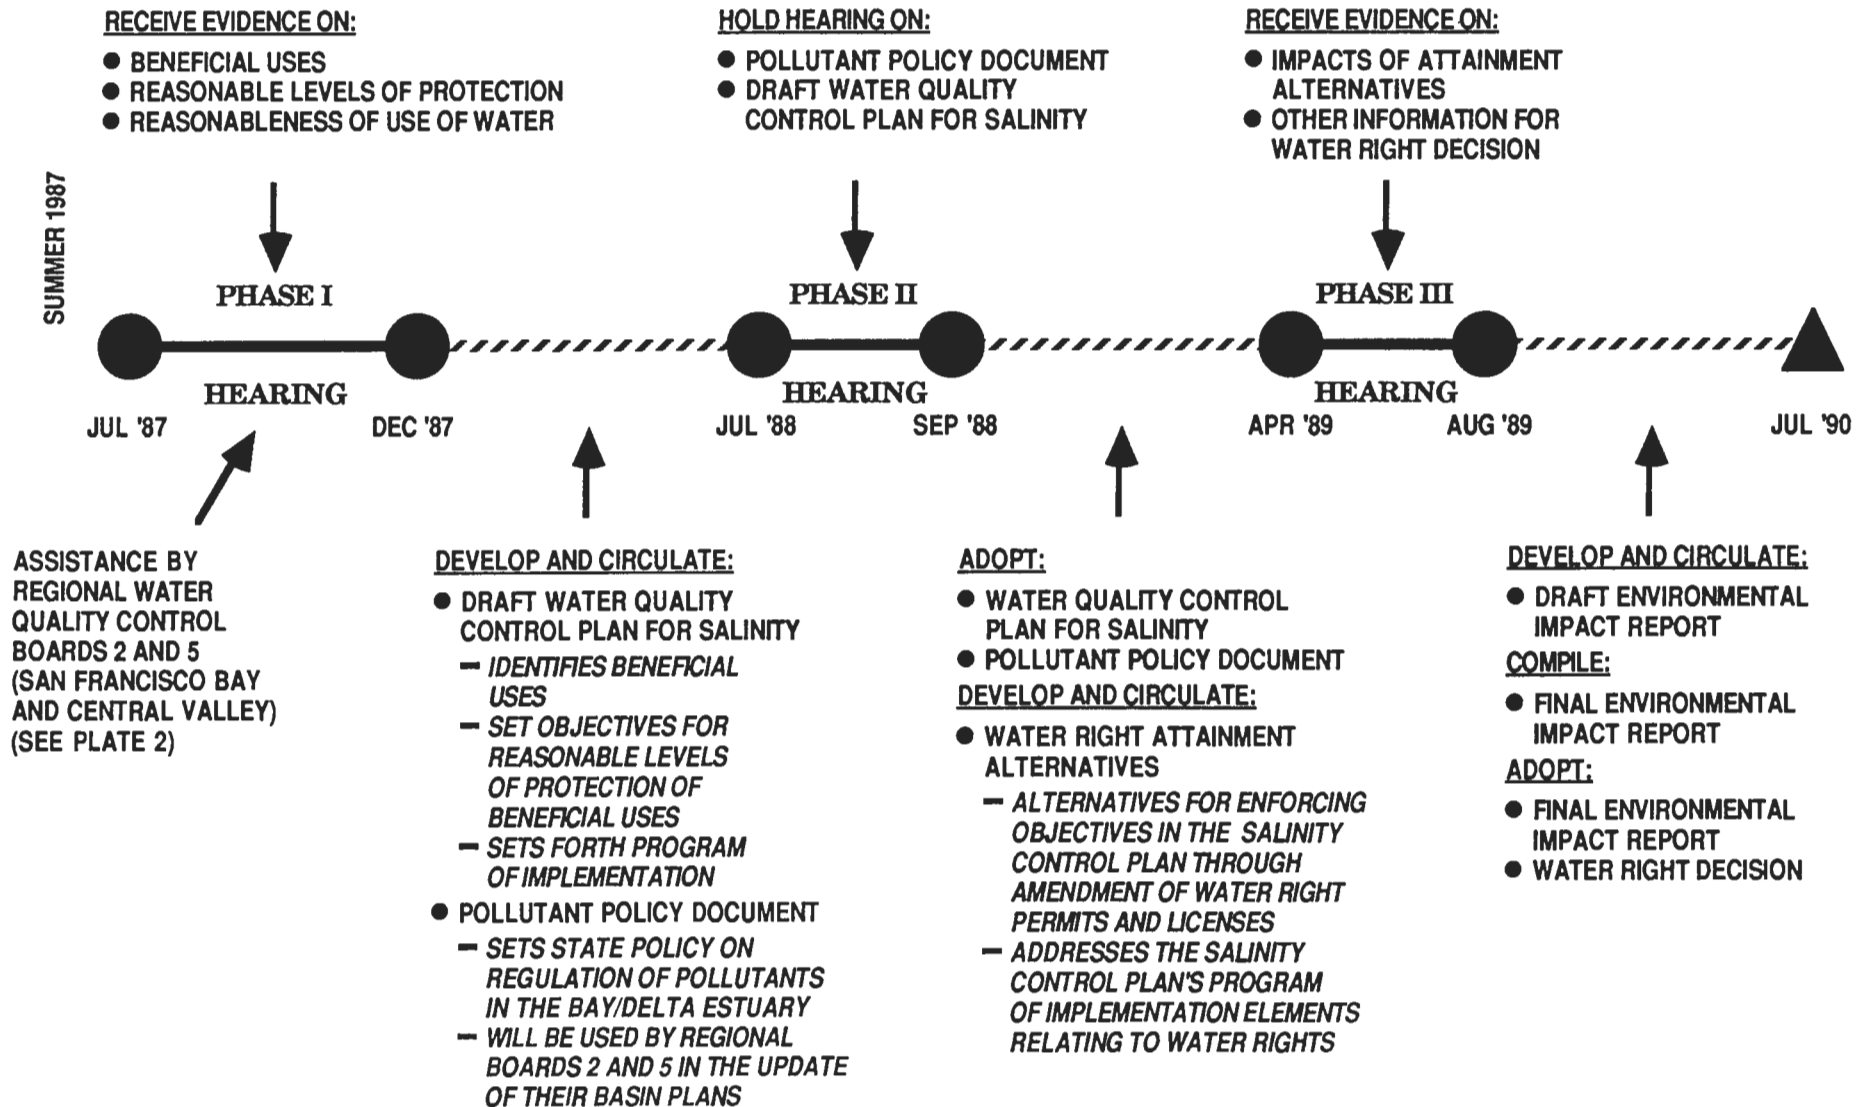 RECEIVE EVIDENCE ON:
● BENEFICIAL USES
● REASONABLE LEVELS OF PROTECTION
● REASONABLENESS OF USE OF WATER
HOLD HEARING ON:
● POLLUTANT POLICY DOCUMENT
● DRAFT WATER QUALITY
CONTROL PLAN FOR SALINITY
RECEIVE EVIDENCE ON:
● IMPACTS OF ATTAINMENT
ALTERNATIVES
● OTHER INFORMATION FOR
WATER RIGHT DECISION
SUMMER 1987
PHASE I
HEARING
PHASE II
HEARING
PHASE III
HEARING
JUL '87
DEC '87
JUL '88
SEP '88
APR '89
AUG '89
JUL '90
ASSISTANCE BY
REGIONAL WATER
QUALITY CONTROL
BOARDS 2 AND 5
(SAN FRANCISCO BAY
AND CENTRAL VALLEY)
(SEE PLATE 2)
DEVELOP AND CIRCULATE:
● DRAFT WATER QUALITY
CONTROL PLAN FOR SALINITY
– IDENTIFIES BENEFICIAL
USES
– SET OBJECTIVES FOR
REASONABLE LEVELS
OF PROTECTION OF
BENEFICIAL USES
– SETS FORTH PROGRAM
OF IMPLEMENTATION
● POLLUTANT POLICY DOCUMENT
– SETS STATE POLICY ON
REGULATION OF POLLUTANTS
IN THE BAY/DELTA ESTUARY
– WILL BE USED BY REGIONAL
BOARDS 2 AND 5 IN THE UPDATE
OF THEIR BASIN PLANS
ADOPT:
● WATER QUALITY CONTROL
PLAN FOR SALINITY
● POLLUTANT POLICY DOCUMENT
DEVELOP AND CIRCULATE:
● WATER RIGHT ATTAINMENT
ALTERNATIVES
– ALTERNATIVES FOR ENFORCING
OBJECTIVES IN THE SALINITY
CONTROL PLAN THROUGH
AMENDMENT OF WATER RIGHT
PERMITS AND LICENSES
– ADDRESSES THE SALINITY
CONTROL PLAN'S PROGRAM
OF IMPLEMENTATION ELEMENTS
RELATING TO WATER RIGHTS
DEVELOP AND CIRCULATE:
● DRAFT ENVIRONMENTAL
IMPACT REPORT
COMPILE:
● FINAL ENVIRONMENTAL
IMPACT REPORT
ADOPT:
● FINAL ENVIRONMENTAL
IMPACT REPORT
● WATER RIGHT DECISION